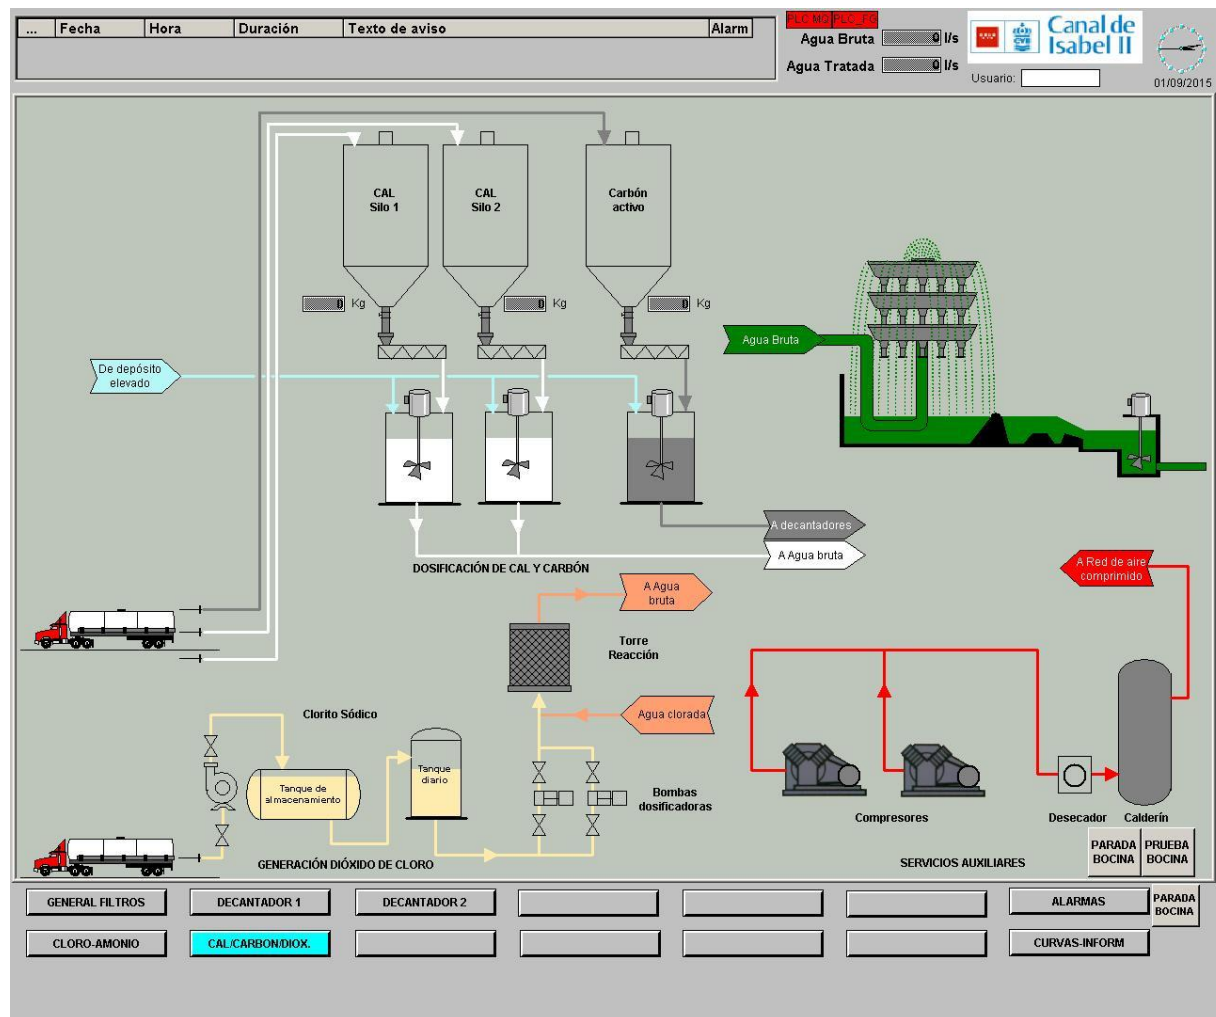 ... Fecha Hora Duración Texto de aviso Alarm
PLC MQ PLC_FG
Agua Bruta 0 l/s
Agua Tratada 0 l/s
Canal de
Isabel II
Usuario:
01/09/2015
CAL
Silo 1
CAL
Silo 2
Carbón
activo
0 Kg
0 Kg
0 Kg
Agua Bruta
De depósito
elevado
A decantadores
A Agua bruta
DOSIFICACIÓN DE CAL Y CARBÓN
A Red de aire
comprimido
A Agua
bruta
Torre
Reacción
Clorito Sódico
Agua clorada
Tanque
diario
Tanque de
almacenamiento
Bombas
dosificadoras
Compresores
Desecador
Calderín
GENERACIÓN DIÓXIDO DE CLORO
SERVICIOS AUXILIARES
PARADA
BOCINA
PRUEBA
BOCINA
GENERAL FILTROS
DECANTADOR 1
DECANTADOR 2
ALARMAS
PARADA
BOCINA
CLORO-AMONIO
CAL/CARBON/DIOX.
CURVAS-INFORM